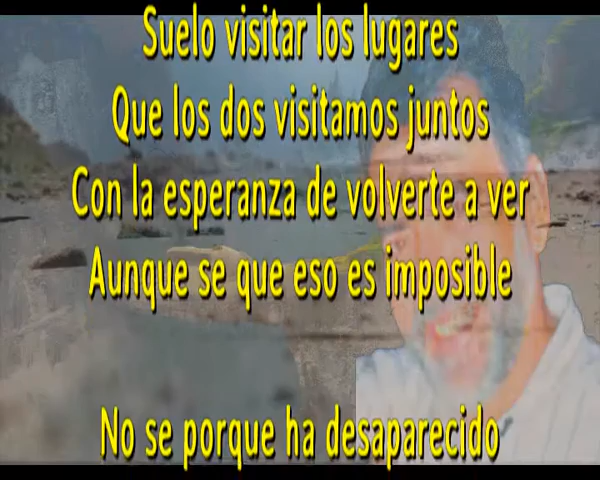 Suelo visitar los lugares
Que los dos visitamos juntos
Con la esperanza de volverte a ver
Aunque se que eso es imposible
No se porque ha desaparecido